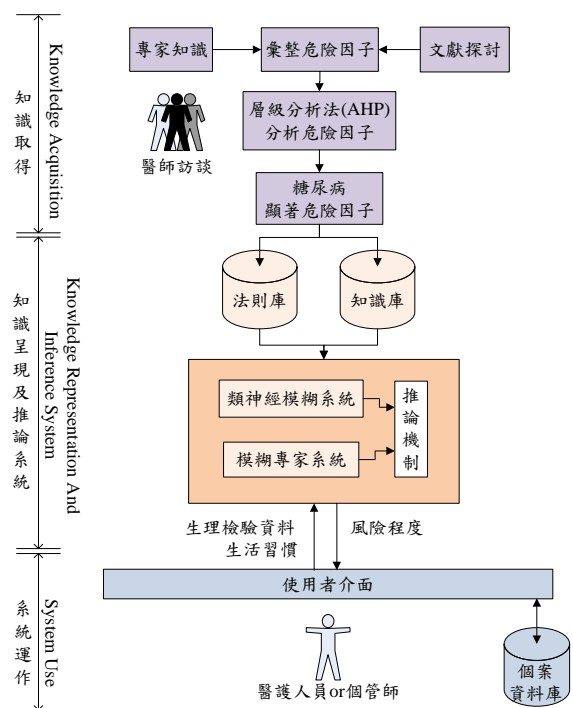 專家知識
彙整危險因子
文獻探討
層級分析法(AHP)
分析危險因子
醫師訪談
糖尿病
顯著危險因子
知識取得
Knowledge Acquisition
法則庫
知識庫
類神經模糊系統
模糊專家系統
推論機制
知識呈現及推論系統
Knowledge Representation And
Inference System
生理檢驗資料
生活習慣
風險程度
使用者介面
系統運作
System Use
醫護人員or個管師
個案
資料庫